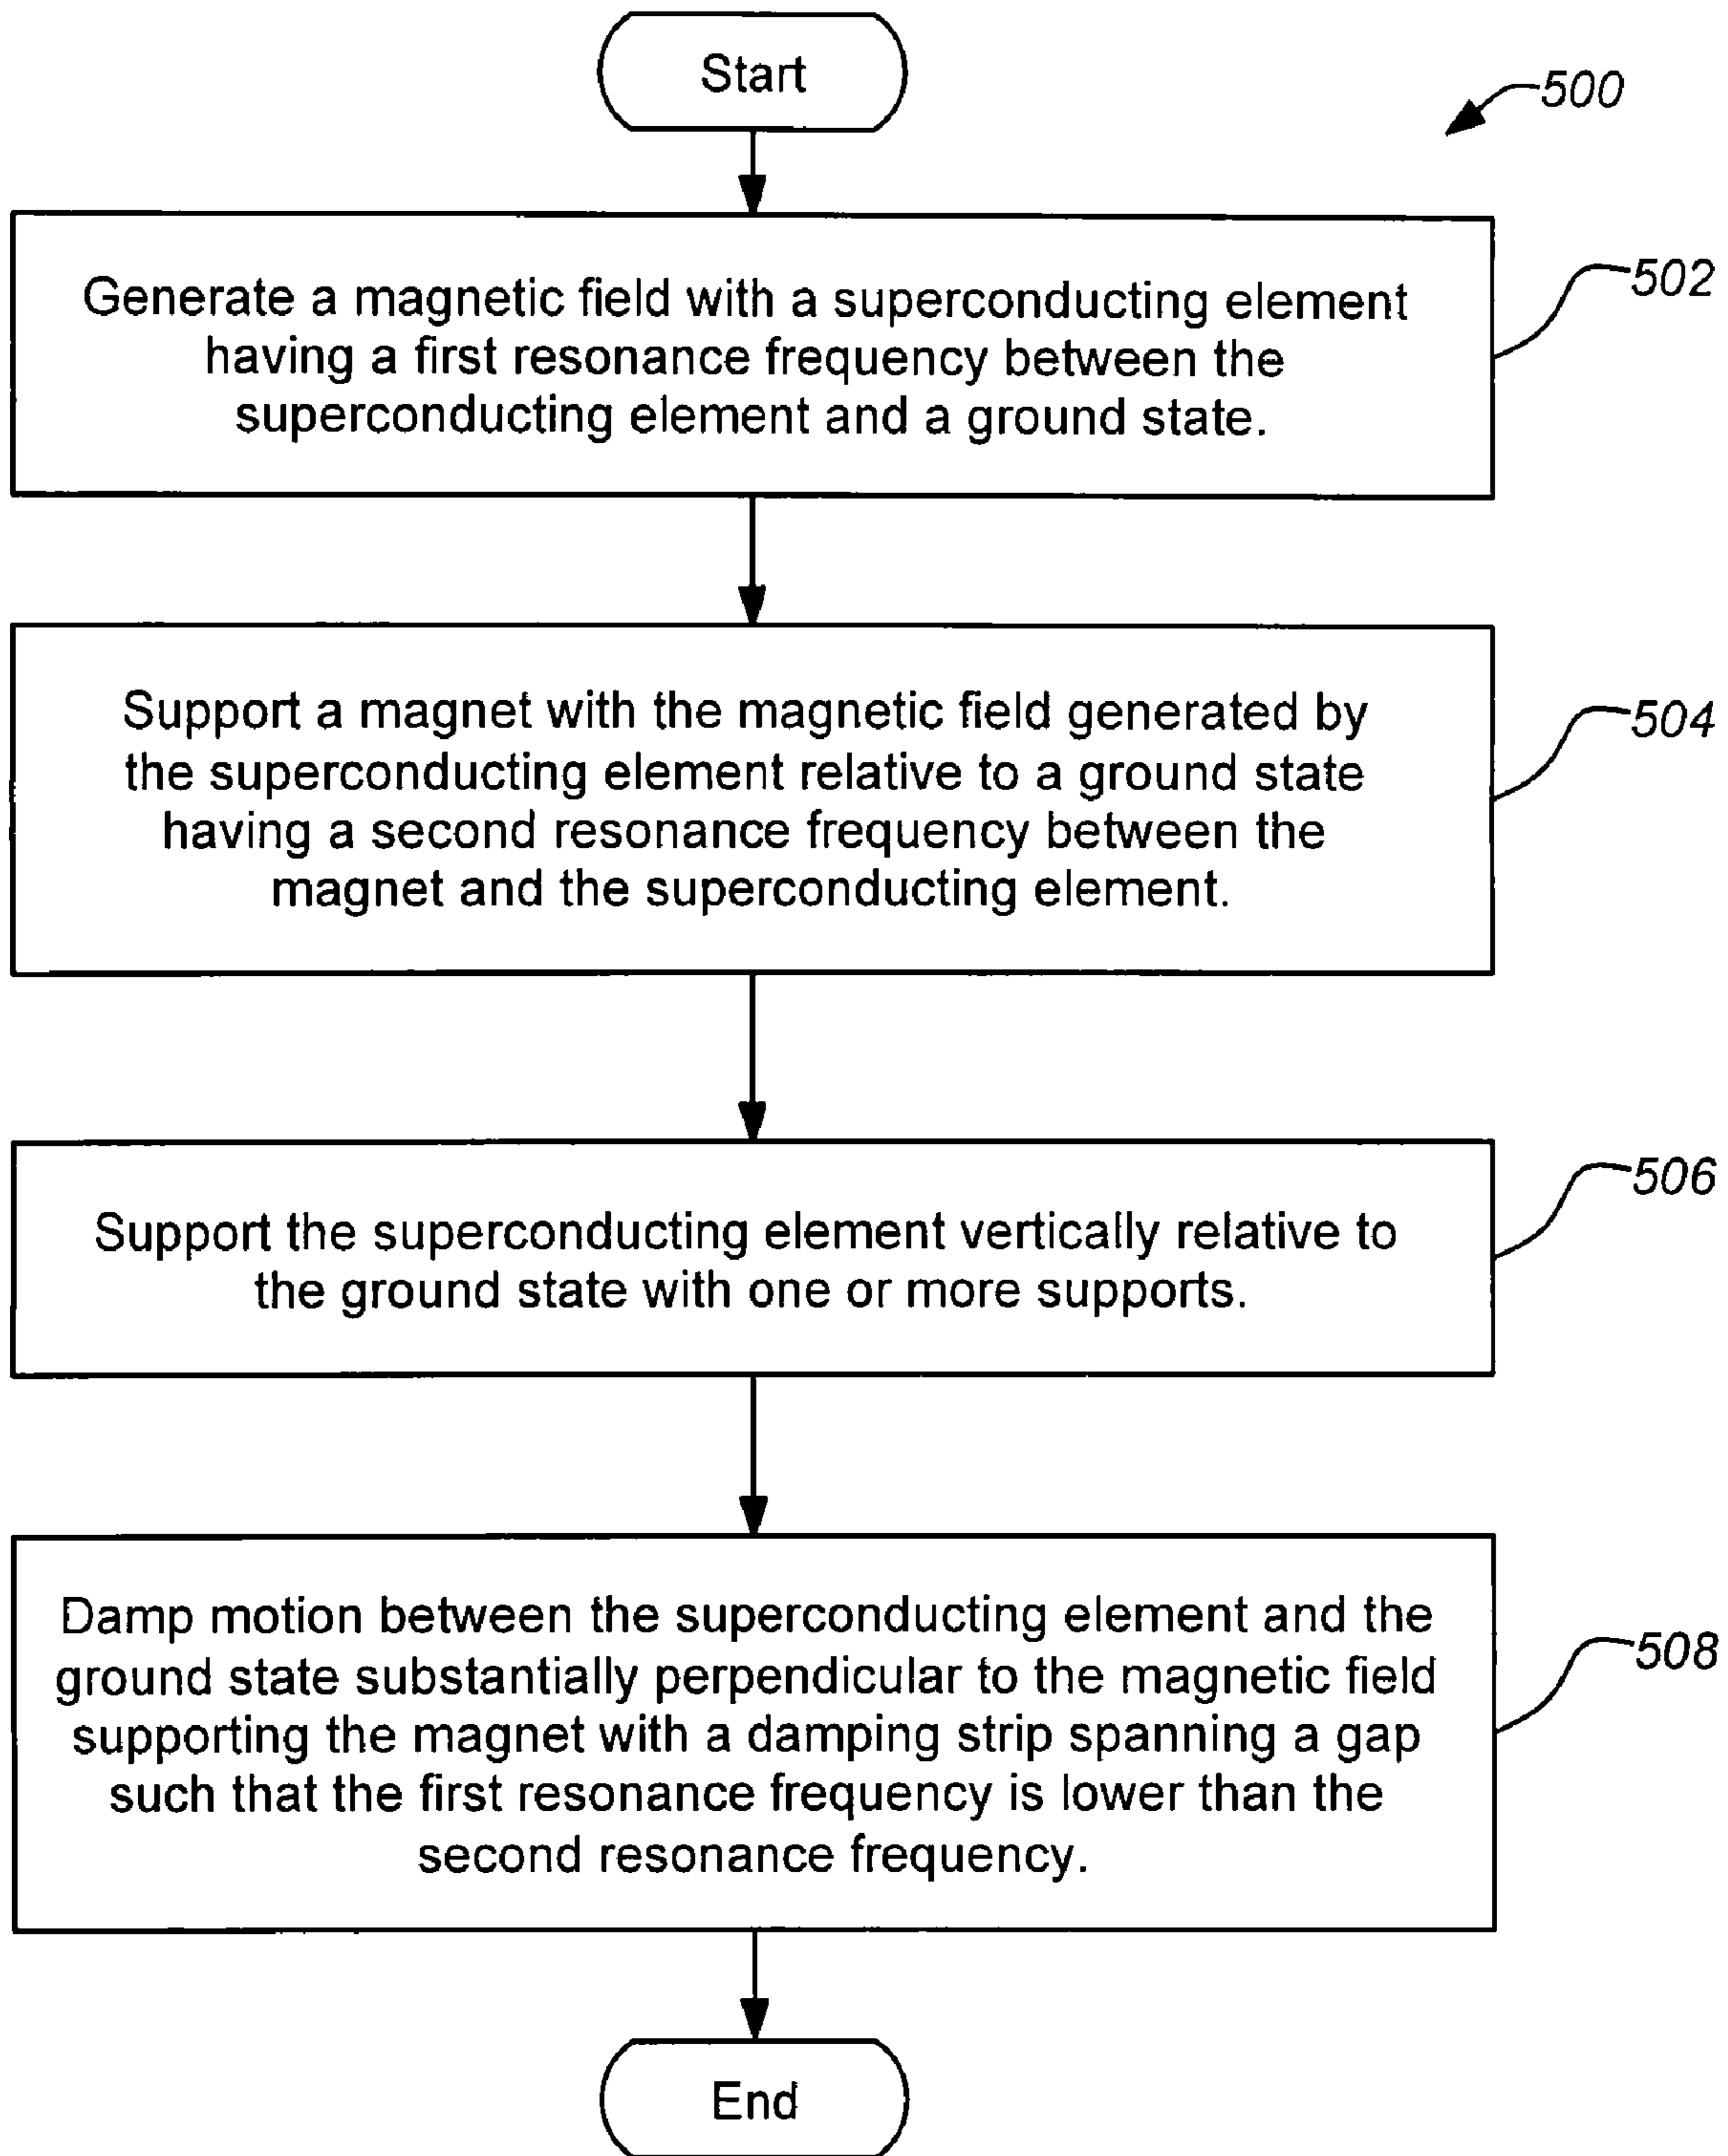 Start
500
Generate a magnetic field with a superconducting element
having a first resonance frequency between the
superconducting element and a ground state.
502
Support a magnet with the magnetic field generated by
the superconducting element relative to a ground state
having a second resonance frequency between the
magnet and the superconducting element.
504
Support the superconducting element vertically relative to
the ground state with one or more supports.
506
Damp motion between the superconducting element and the
ground state substantially perpendicular to the magnetic field
supporting the magnet with a damping strip spanning a gap
such that the first resonance frequency is lower than the
second resonance frequency.
508
End